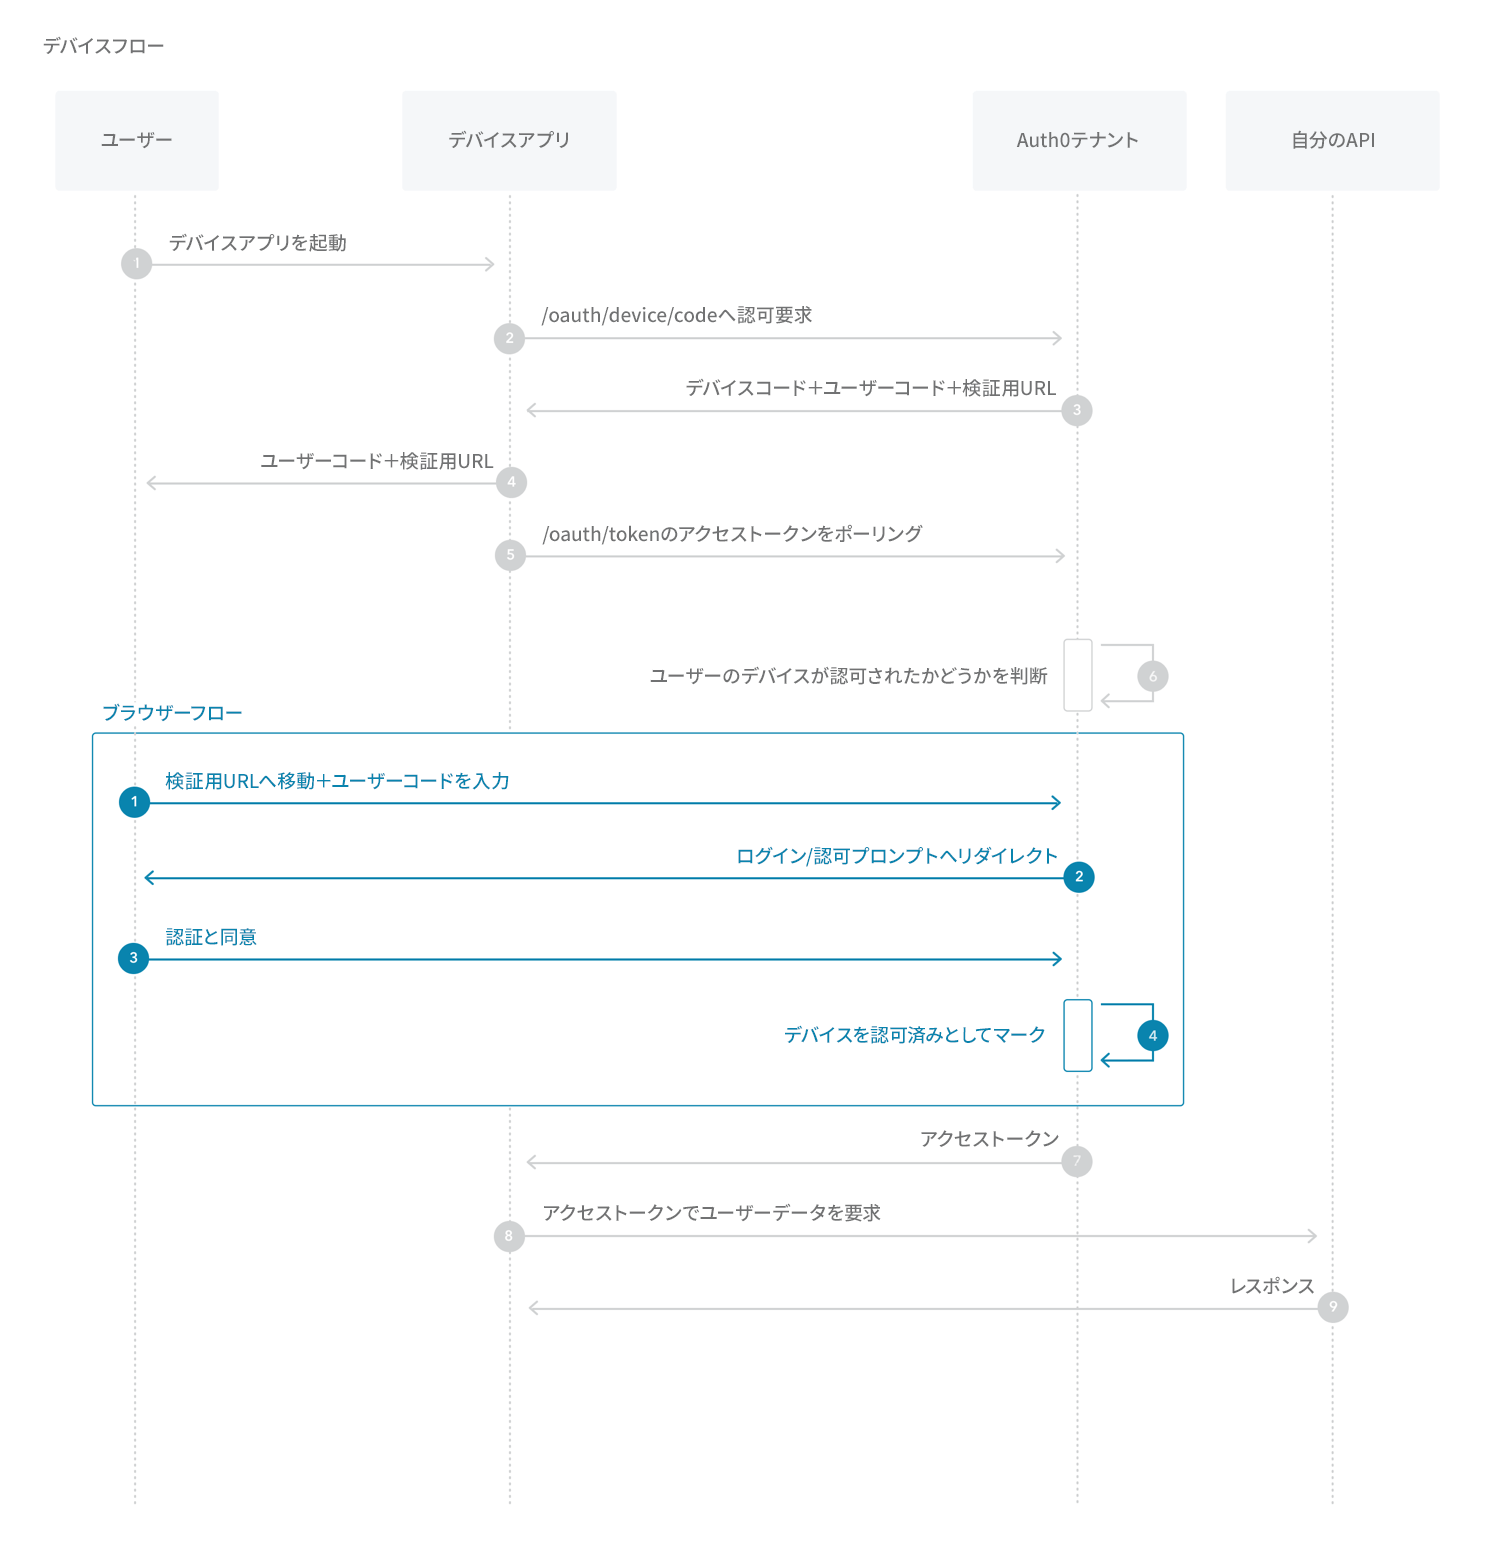 デバイスフロー
ユーザー
デバイスアプリ
Auth0テナント
自分のAPI
デバイスアプリを起動
1
/oauth/device/codeへ認可要求
2
デバイスコード＋ユーザーコード＋検証用URL
3
ユーザーコード＋検証用URL
4
/oauth/tokenのアクセストークンをポーリング
5
ユーザーのデバイスが認可されたかどうかを判断
6
ブラウザーフロー
検証用URLへ移動＋ユーザーコードを入力
1
ログイン/認可プロンプトへリダイレクト
2
認証と同意
3
デバイスを認可済みとしてマーク
4
アクセストークン
7
アクセストークンでユーザーデータを要求
8
レスポンス
9